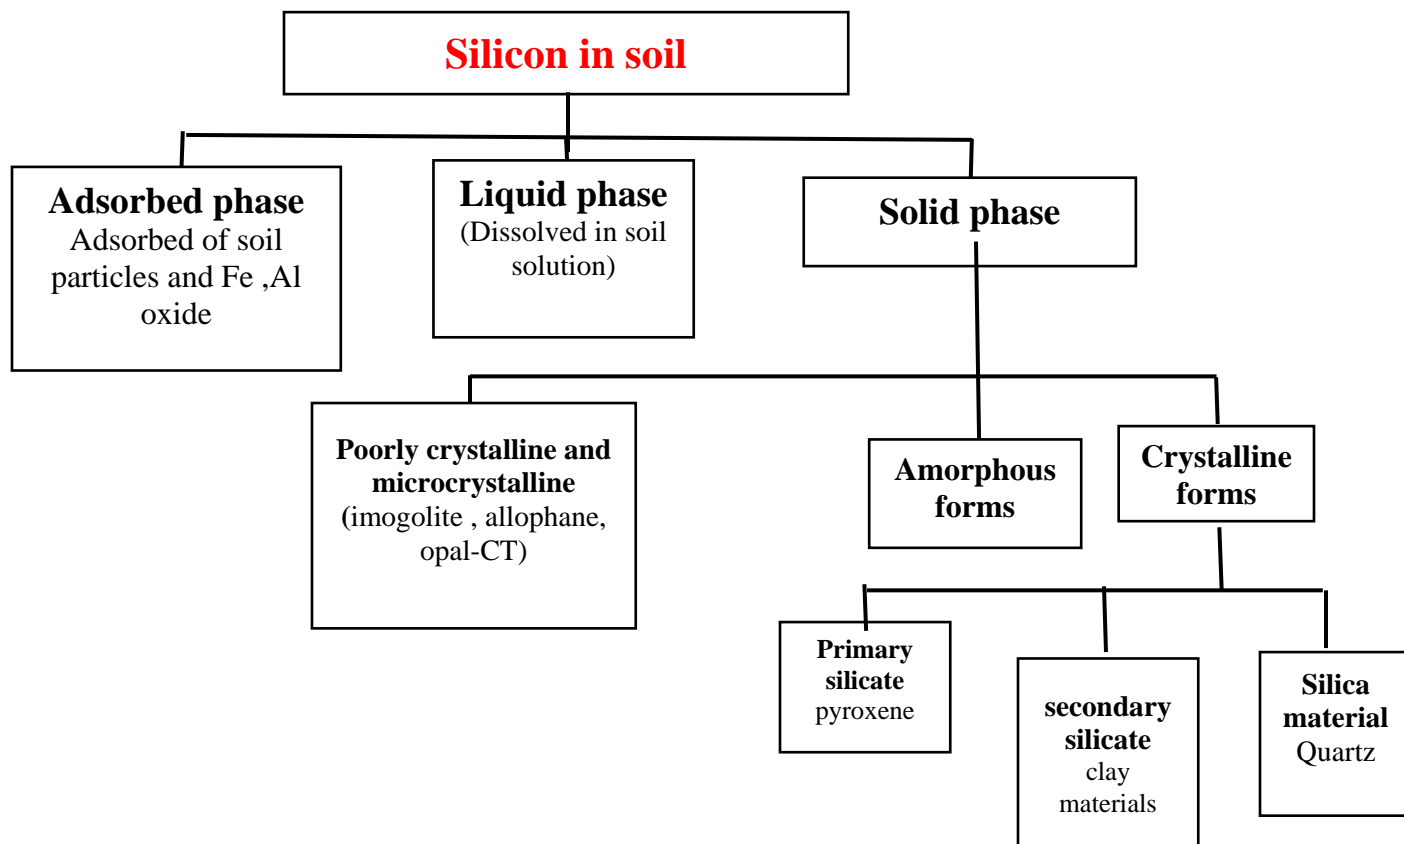 Silicon in soil
Adsorbed phase
Adsorbed of soil
particles and Fe ,Al
oxide
Liquid phase
(Dissolved in soil
solution)
Solid phase
Poorly crystalline and
microcrystalline
(imogolite , allophane,
opal-CT)
Amorphous
forms
Crystalline
forms
Primary
silicate
pyroxene
secondary
silicate
clay
materials
Silica
material
Quartz